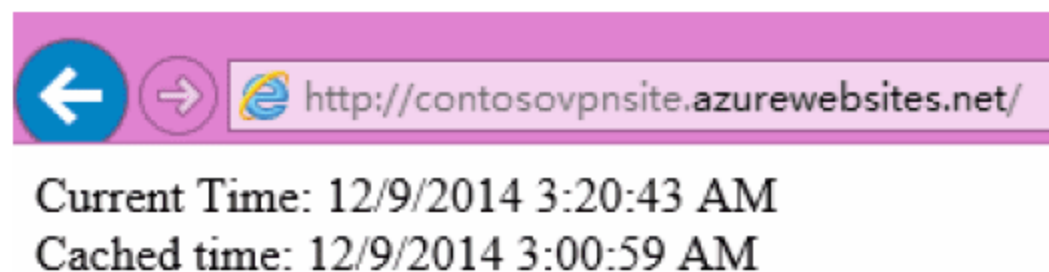 http://contosovpnsite.azurewebsites.net/
Current Time: 12/9/2014 3:20:43 AM
Cached time: 12/9/2014 3:00:59 AM